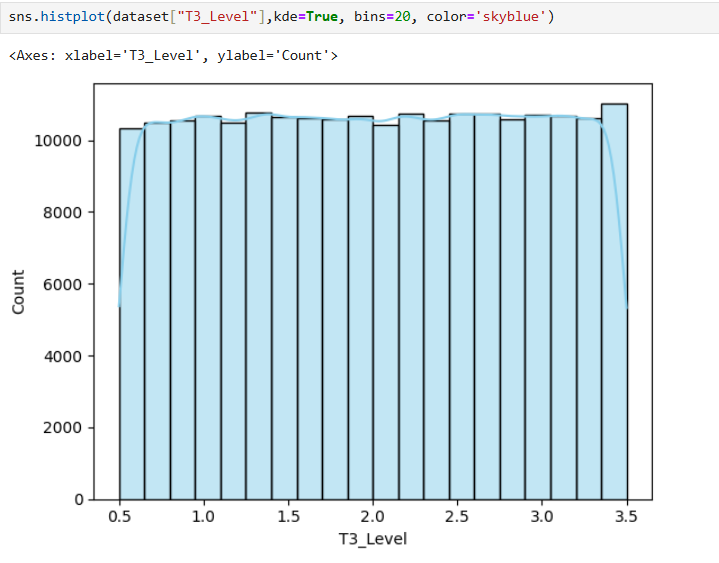 sns.histplot(dataset["T3_Level"],kde=True, bins=20, color='skyblue')
<Axes: xlabel='T3_Level', ylabel='Count'>
10000
8000
6000
4000
2000
0
Count
0.5 1.0 1.5 2.0 2.5 3.0 3.5
T3_Level